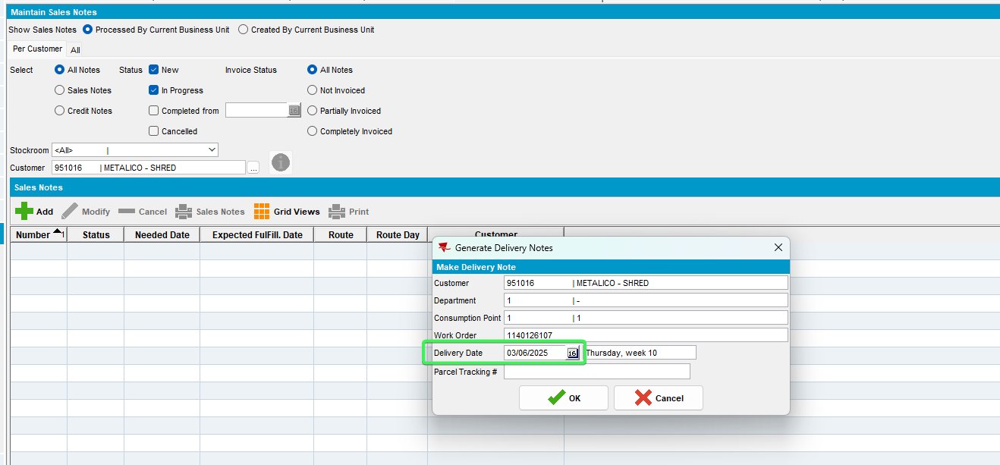 Maintain Sales Notes
Show Sales Notes Processed By Current Business Unit Created By Current Business Unit
Per Customer All
Select All Notes Status New Invoice Status All Notes
Sales Notes In Progress Not Invoiced
Credit Notes Completed from 16 Partially Invoiced
Cancelled Completely Invoiced
Stockroom <All> |
Customer 951016 | METALICO - SHRED ...
Sales Notes
Add Modify Cancel Sales Notes Grid Views Print
Number 1 Status Needed Date Expected FulFill. Date Route Route Day Customer
Generate Delivery Notes
Make Delivery Note
Customer 951016 | METALICO - SHRED
Department 1 | -
Consumption Point 1 | 1
Work Order 1140126107
Delivery Date 03/06/2025 16 Thursday, week 10
Parcel Tracking #
OK Cancel